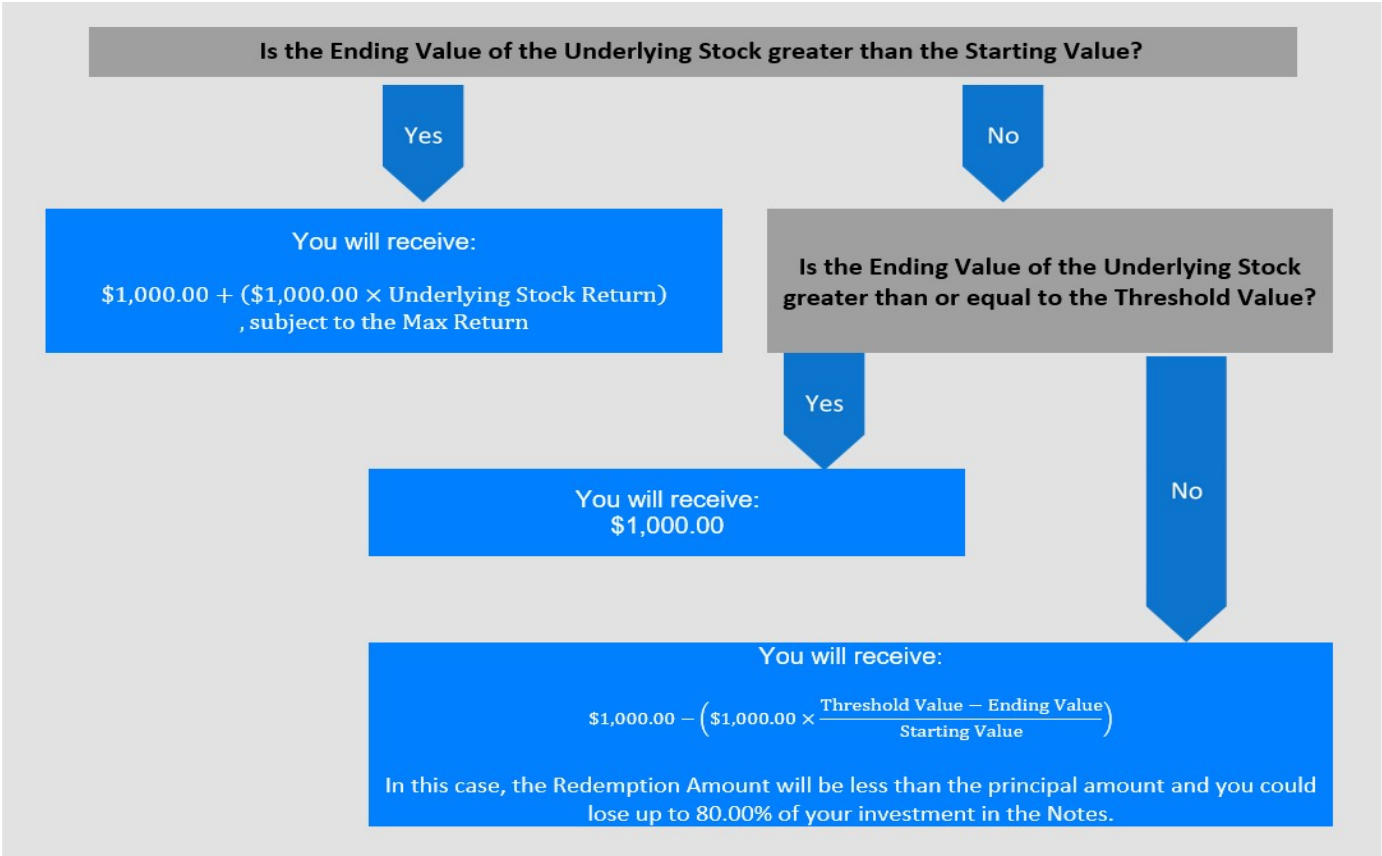 Is the Ending Value of the Underlying Stock greater than the Starting Value?
Yes
No
You will receive:
$1,000.00 + ($1,000.00 × Underlying Stock Return)
, subject to the Max Return
Is the Ending Value of the Underlying Stock
greater than or equal to the Threshold Value?
Yes
No
You will receive:
$1,000.00
You will receive:
$1,000.00 − ($1,000.00 × Threshold Value − Ending Value
Starting Value)
In this case, the Redemption Amount will be less than the principal amount and you could
lose up to 80.00% of your investment in the Notes.